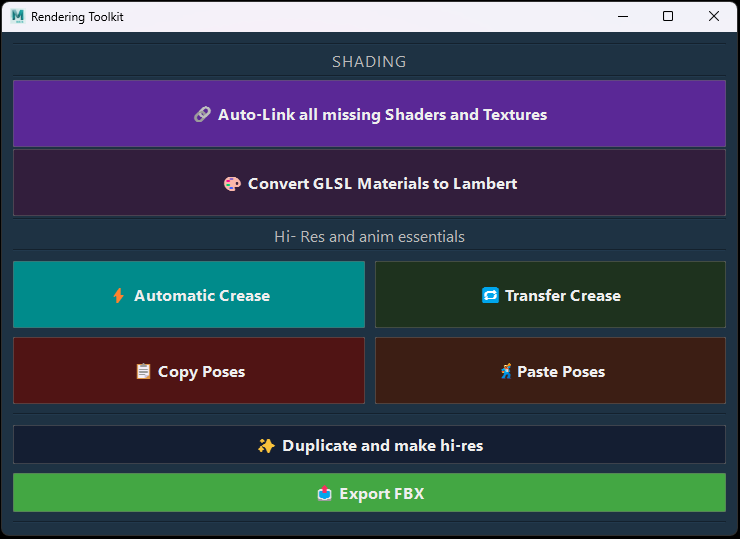 Rendering Toolkit
SHADING
Auto-Link all missing Shaders and Textures
Convert GLSL Materials to Lambert
Hi- Res and anim essentials
Automatic Crease
Transfer Crease
Copy Poses
Paste Poses
Duplicate and make hi-res
Export FBX